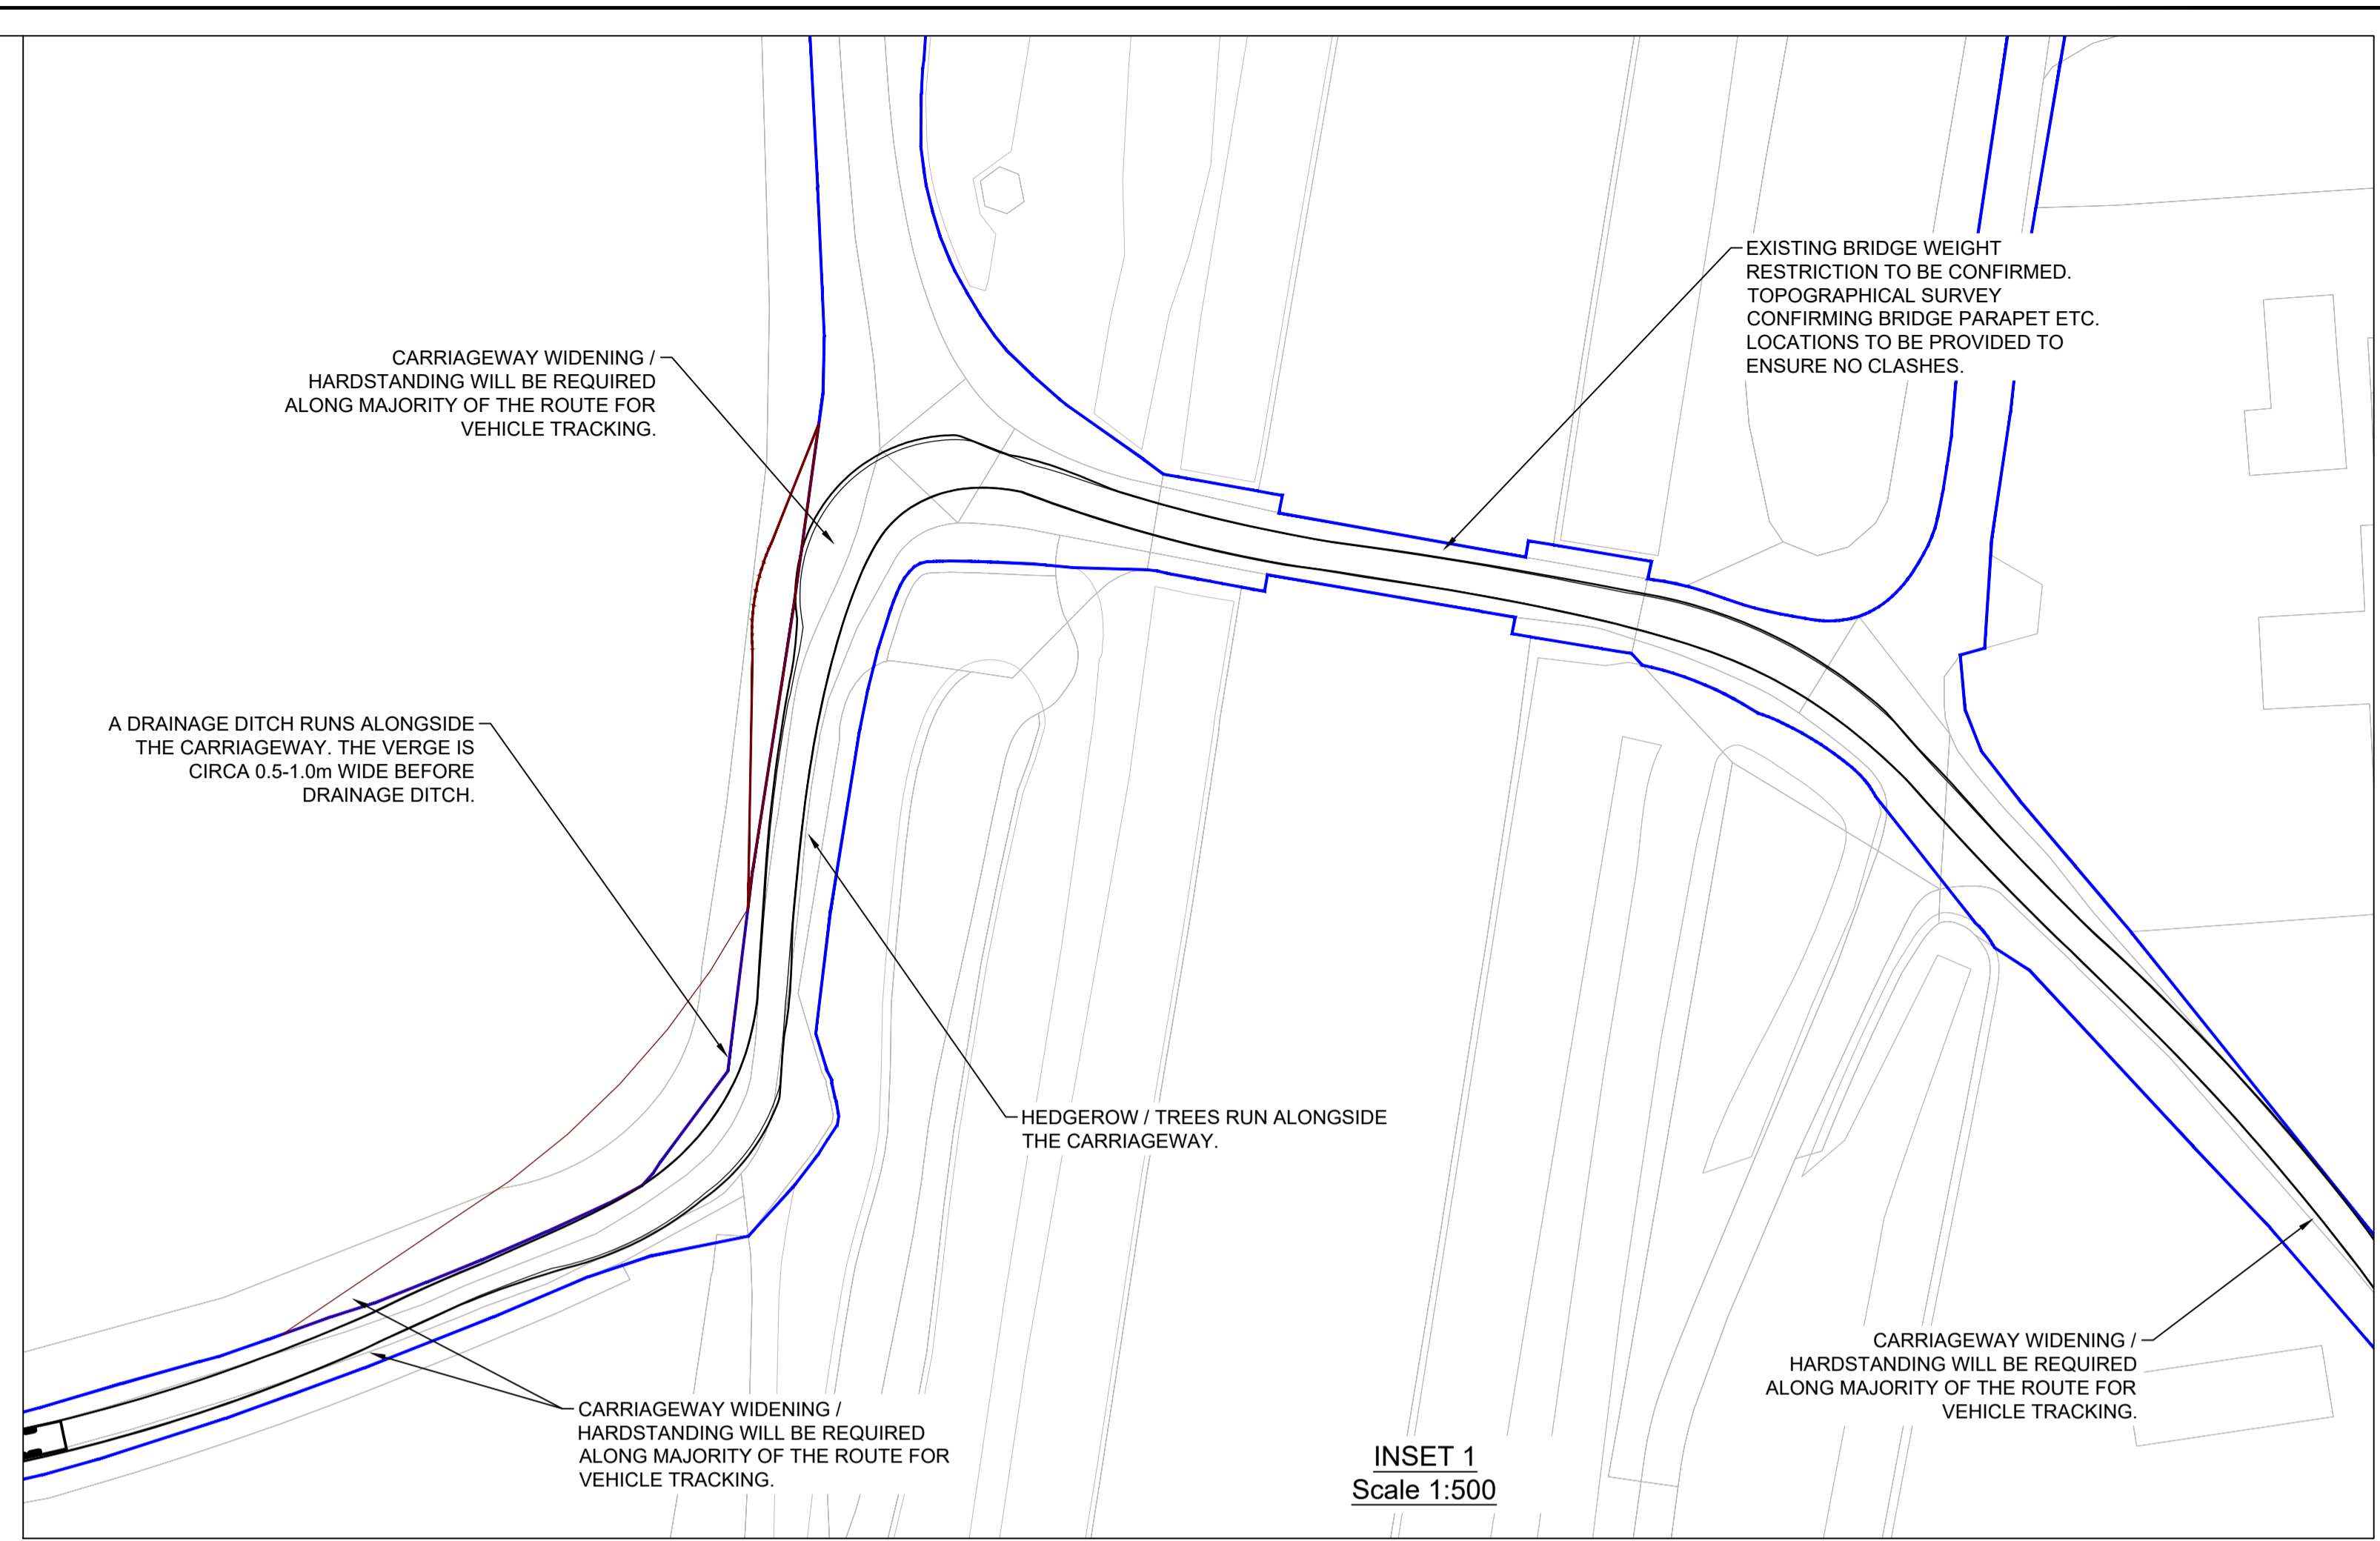 EXISTING BRIDGE WEIGHT
RESTRICTION TO BE CONFIRMED.
TOPOGRAPHICAL SURVEY
CONFIRMING BRIDGE PARAPET ETC.
LOCATIONS TO BE PROVIDED TO
ENSURE NO CLASHES.
CARRIAGEWAY WIDENING /
HARDSTANDING WILL BE REQUIRED
ALONG MAJORITY OF THE ROUTE FOR
VEHICLE TRACKING.
A DRAINAGE DITCH RUNS ALONGSIDE
THE CARRIAGEWAY. THE VERGE IS
CIRCA 0.5-1.0m WIDE BEFORE
DRAINAGE DITCH.
HEDGEROW / TREES RUN ALONGSIDE
THE CARRIAGEWAY.
CARRIAGEWAY WIDENING /
HARDSTANDING WILL BE REQUIRED
ALONG MAJORITY OF THE ROUTE FOR
VEHICLE TRACKING.
CARRIAGEWAY WIDENING /
HARDSTANDING WILL BE REQUIRED
ALONG MAJORITY OF THE ROUTE FOR
VEHICLE TRACKING.
INSET 1
Scale 1:500